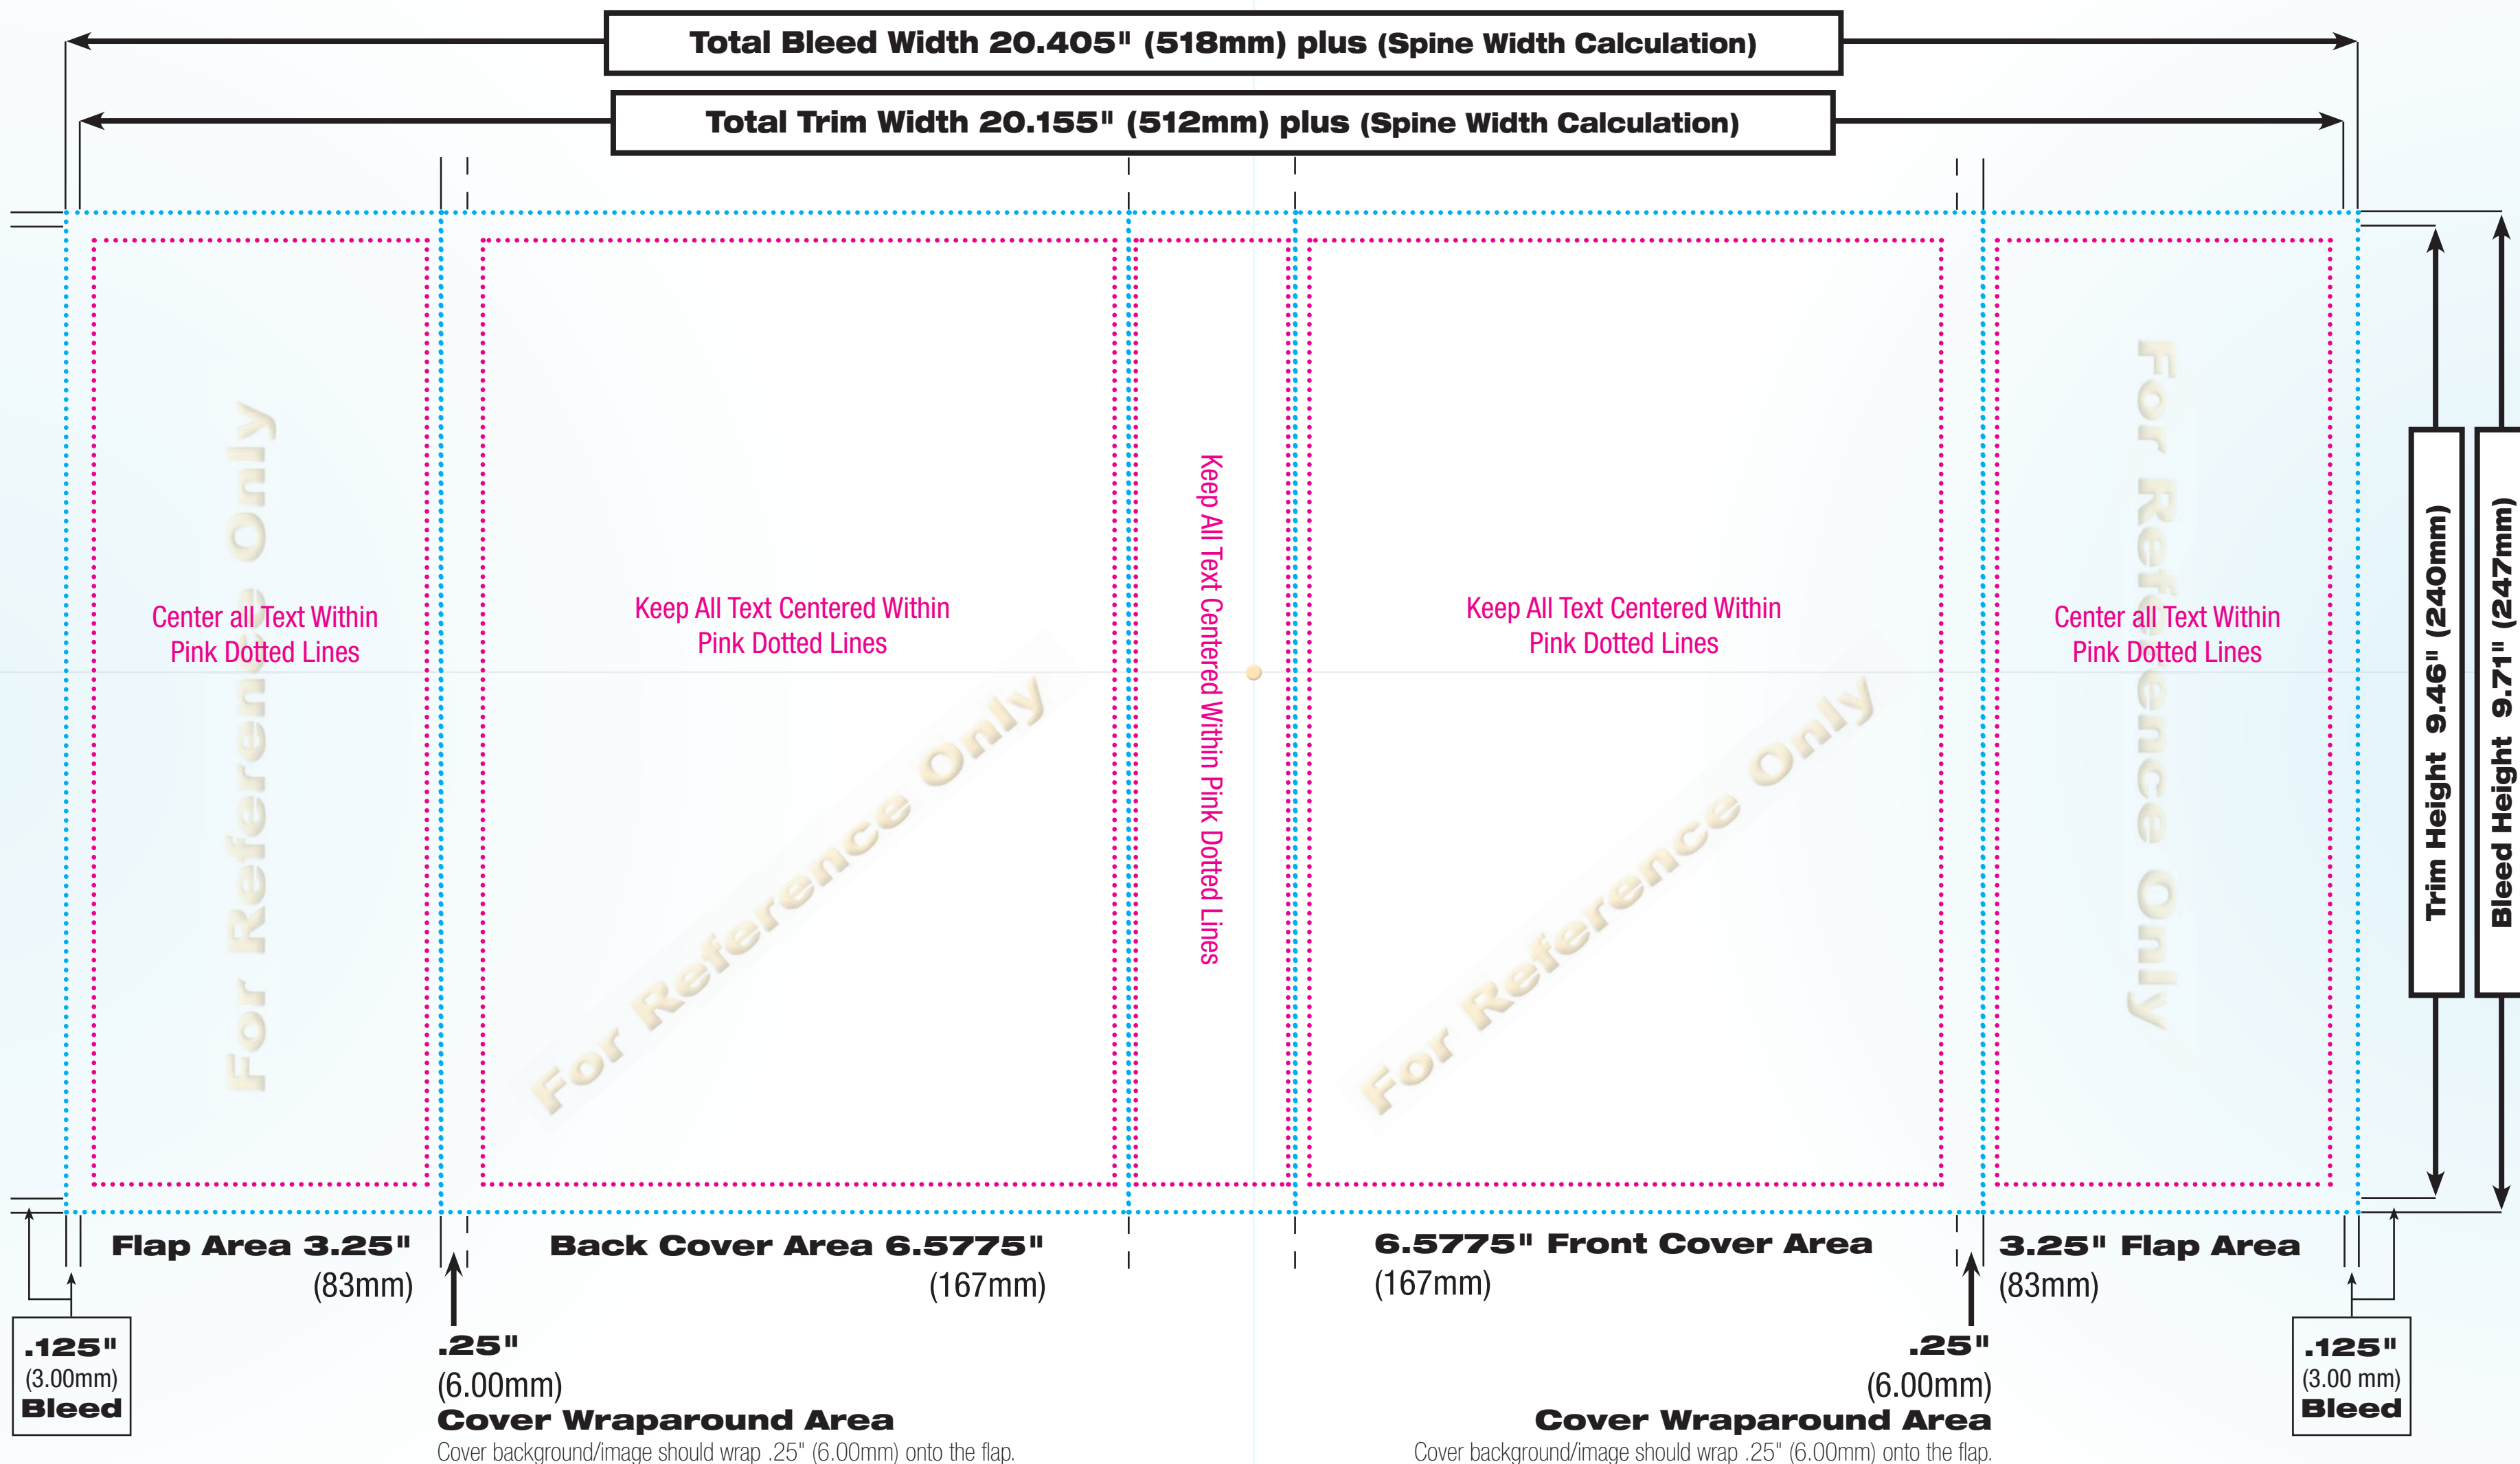 Total Bleed Width 20.405" (518mm) plus (Spine Width Calculation)
Total Trim Width 20.155" (512mm) plus (Spine Width Calculation)
For Reference Only
Center all Text Within
Pink Dotted Lines
Keep All Text Centered Within
Pink Dotted Lines
For Reference Only
Keep All Text Centered Within Pink Dotted Lines
Keep All Text Centered Within
Pink Dotted Lines
For Reference Only
For Reference Only
Center all Text Within
Pink Dotted Lines
Trim Height 9.46" (240mm)
Bleed Height 9.71" (247mm)
Flap Area 3.25"
(83mm)
Back Cover Area 6.5775"
(167mm)
6.5775" Front Cover Area
(167mm)
3.25" Flap Area
(83mm)
.125"
(3.00mm)
Bleed
.25"
(6.00mm)
Cover Wraparound Area
Cover background/image should wrap .25" (6.00mm) onto the flap.
.25"
(6.00mm)
Cover Wraparound Area
Cover background/image should wrap .25" (6.00mm) onto the flap.
.125"
(3.00 mm)
Bleed